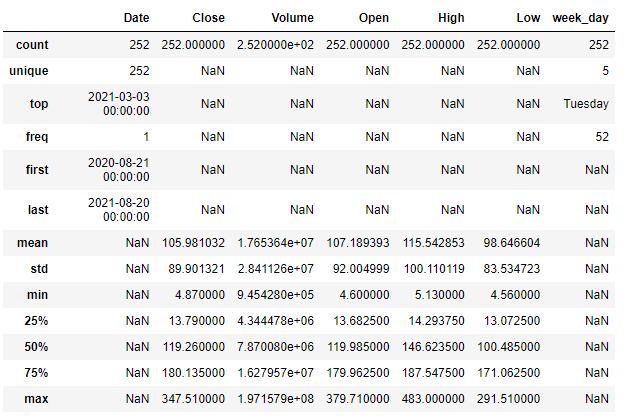 Date Close Volume Open High Low week_day
count 252 252.000000 2.520000e+02 252.000000 252.000000 252.000000 252
unique 252 NaN NaN NaN NaN NaN 5
top 2021-03-03 00:00:00 NaN NaN NaN NaN NaN Tuesday
freq 1 NaN NaN NaN NaN NaN 52
first 2020-08-21 00:00:00 NaN NaN NaN NaN NaN NaN
last 2021-08-20 00:00:00 NaN NaN NaN NaN NaN NaN
mean NaN 105.981032 1.765364e+07 107.189393 115.542853 98.646604 NaN
std NaN 89.901321 2.841126e+07 92.004999 100.110119 83.534723 NaN
min NaN 4.870000 9.454280e+05 4.600000 5.130000 4.560000 NaN
25% NaN 13.790000 4.344478e+06 13.682500 14.293750 13.072500 NaN
50% NaN 119.260000 7.870080e+06 119.985000 146.623500 100.485000 NaN
75% NaN 180.135000 1.627957e+07 179.962500 187.547500 171.062500 NaN
max NaN 347.510000 1.971579e+08 379.710000 483.000000 291.510000 NaN